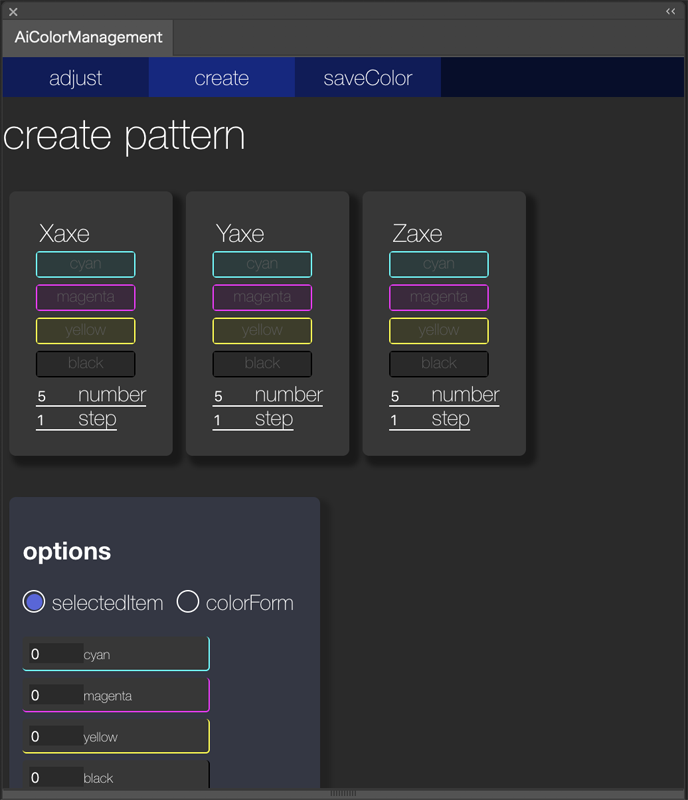 AiColorManagement
adjust create saveColor
create pattern
Xaxe Yaxe Zaxe
cyan cyan cyan
magenta magenta magenta
yellow yellow yellow
black black black
5 number 5 number 5 number
1 step 1 step 1 step
options
selectedItem colorForm
0 cyan
0 magenta
0 yellow
0 black